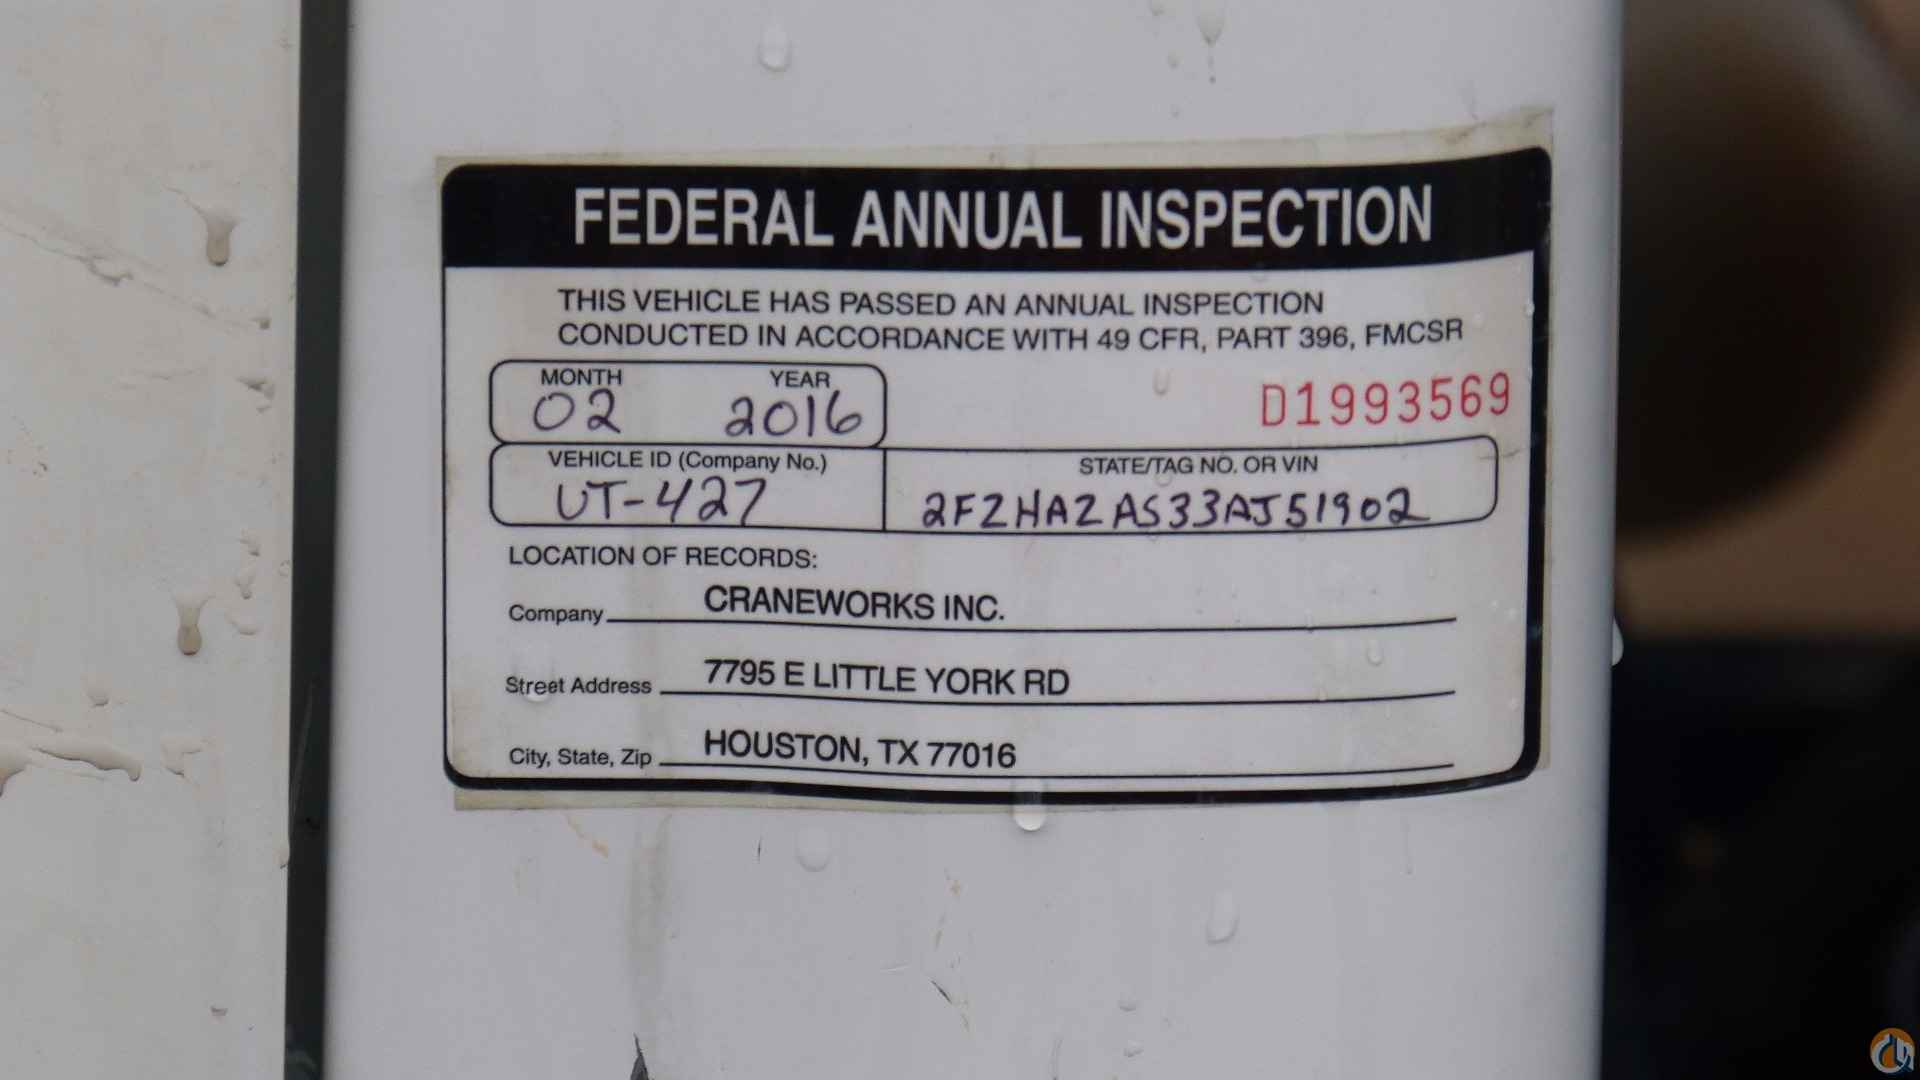 FEDERAL ANNUAL INSPECTION
THIS VEHICLE HAS PASSED AN ANNUAL INSPECTION
CONDUCTED IN ACCORDANCE WITH 49 CFR, PART 396, FMCSR
MONTH YEAR
02 2016
D1993569
VEHICLE ID (Company No.) STATE/TAG NO. OR VIN
UT-427 2FZHAZAS33AJ51902
LOCATION OF RECORDS:
Company CRANEWORKS INC.
Street Address 7795 E LITTLE YORK RD
City, State, Zip HOUSTON, TX 77016